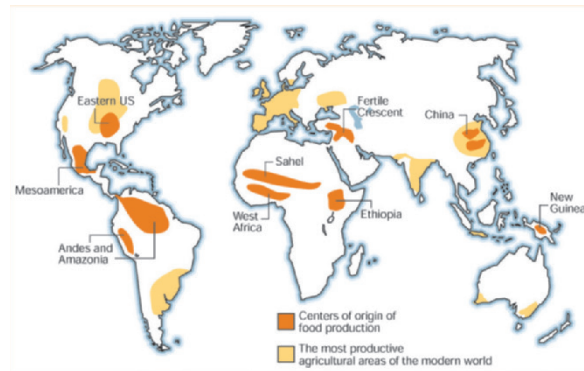 Eastern US
Fertile
Crescent
China
Mesoamerica
Sahel
West
Africa
Ethiopia
New
Guinea
Andes and
Amazonia
Centers of origin of
food production
The most productive
agricultural areas of the modern world